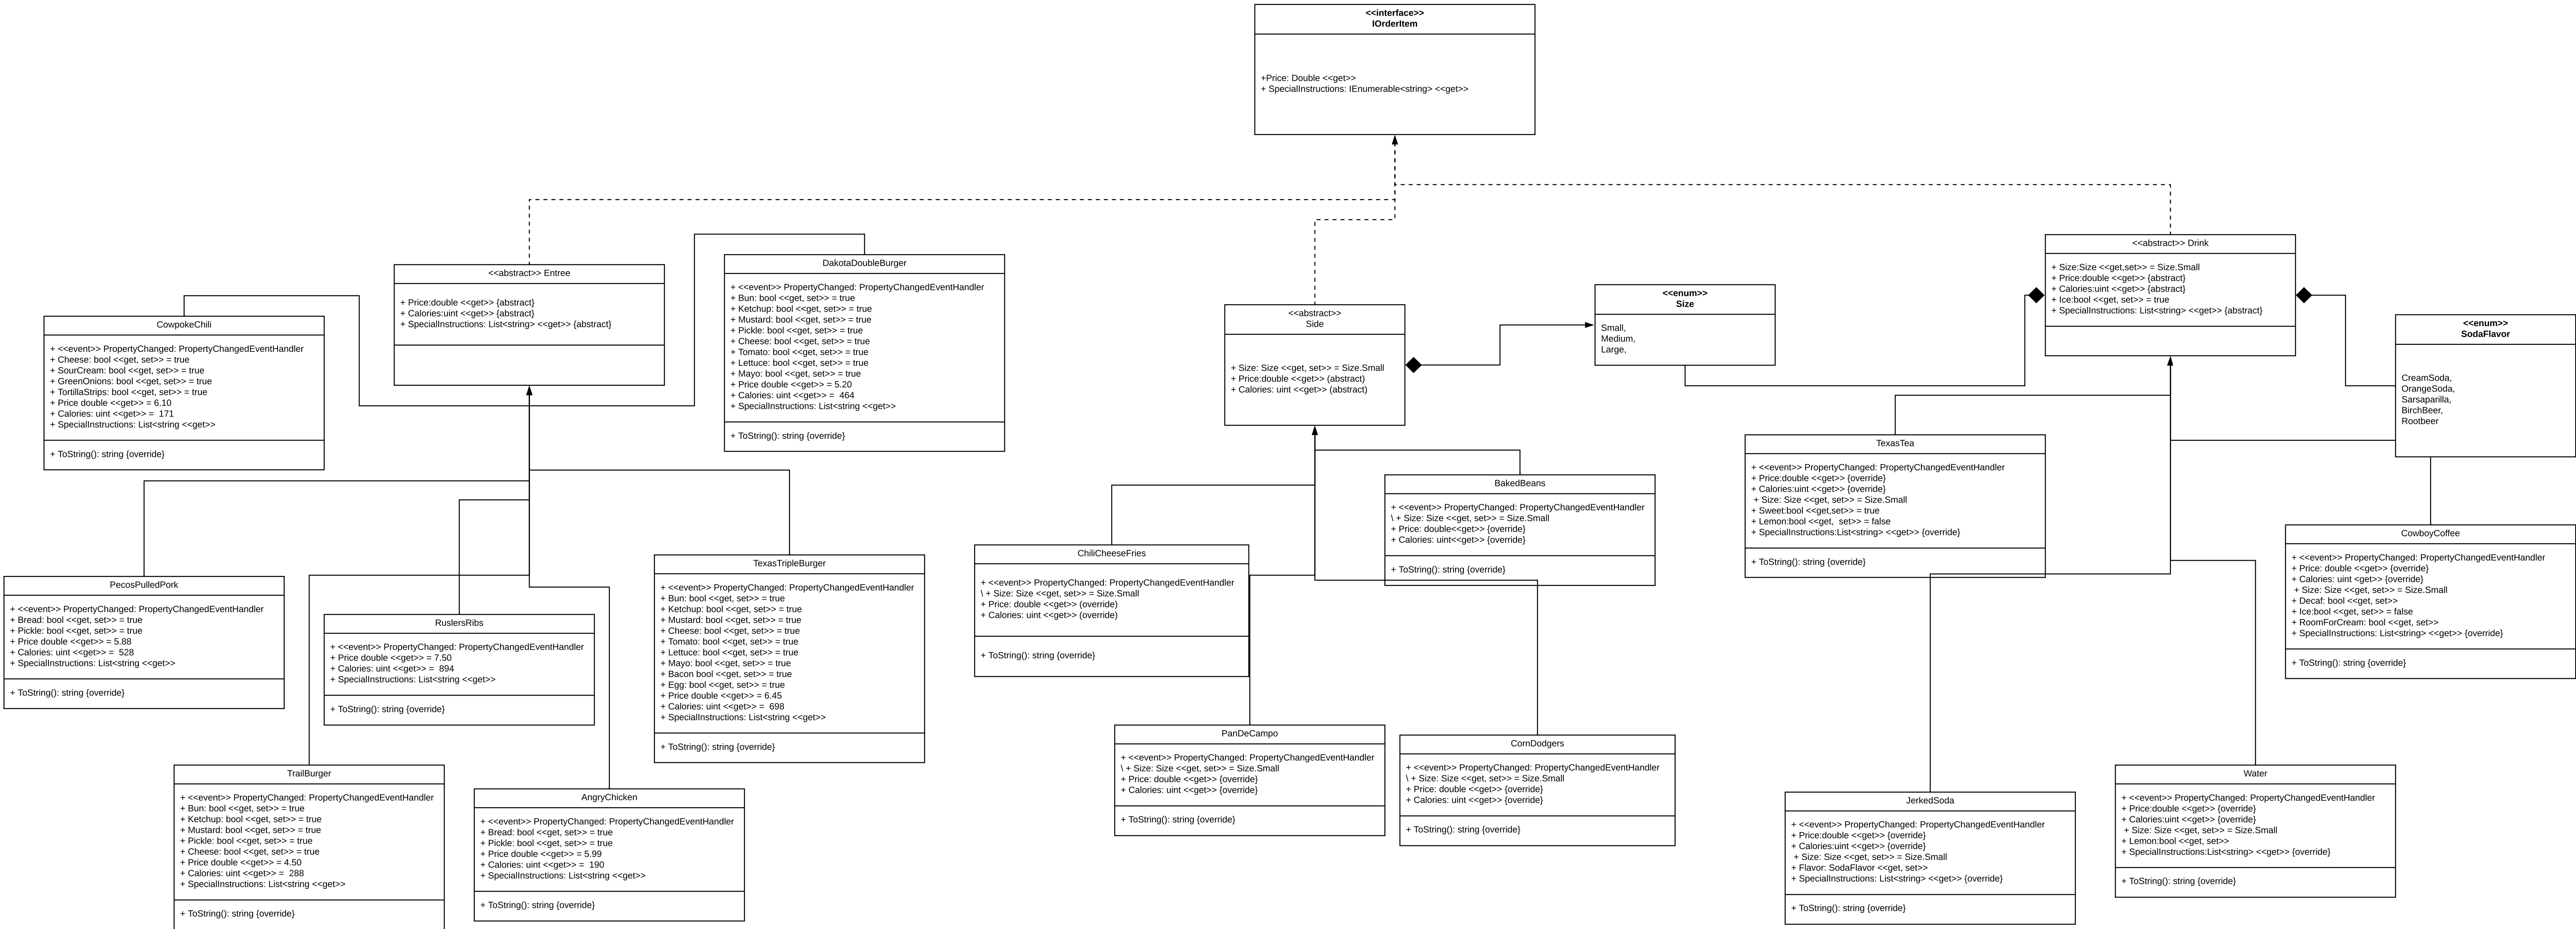 <<interface>>
IOrderItem
+Price: Double <<get>>
+ SpecialInstructions: IEnumerable<string> <<get>>
<<abstract>> Entree
+ Price:double <<get>> {abstract}
+ Calories:uint <<get>> {abstract}
+ SpecialInstructions: List<string> <<get>> {abstract}
DakotaDoubleBurger
+ <<event>> PropertyChanged: PropertyChangedEventHandler
+ Bun: bool <<get, set>> = true
+ Ketchup: bool <<get, set>> = true
+ Mustard: bool <<get, set>> = true
+ Pickle: bool <<get, set>> = true
+ Cheese: bool <<get, set>> = true
+ Tomato: bool <<get, set>> = true
+ Lettuce: bool <<get, set>> = true
+ Mayo: bool <<get, set>> = true
+ Price double <<get>> = 5.20
+ Calories: uint <<get>> =  464
+ SpecialInstructions: List<string <<get>>
+ ToString(): string {override}
CowpokeChili
+ <<event>> PropertyChanged: PropertyChangedEventHandler
+ Cheese: bool <<get, set>> = true
+ SourCream: bool <<get, set>> = true
+ GreenOnions: bool <<get, set>> = true
+ TortillaStrips: bool <<get, set>> = true
+ Price double <<get>> = 6.10
+ Calories: uint <<get>> =  171
+ SpecialInstructions: List<string <<get>>
+ ToString(): string {override}
<<abstract>>
Side
+ Size: Size <<get, set>> = Size.Small
+ Price:double <<get>> (abstract)
+ Calories: uint <<get>> (abstract)
<<enum>>
Size
Small,
Medium,
Large,
<<abstract>> Drink
+ Size:Size <<get,set>> = Size.Small
+ Price:double <<get>> {abstract}
+ Calories:uint <<get>> {abstract}
+ Ice:bool <<get, set>> = true
+ SpecialInstructions: List<string> <<get>> {abstract}
<<enum>>
SodaFlavor
CreamSoda,
OrangeSoda,
Sarsaparilla,
BirchBeer,
Rootbeer
PecosPulledPork
+ <<event>> PropertyChanged: PropertyChangedEventHandler
+ Bread: bool <<get, set>> = true
+ Pickle: bool <<get, set>> = true
+ Price double <<get>> = 5.88
+ Calories: uint <<get>> =  528
+ SpecialInstructions: List<string <<get>>
+ ToString(): string {override}
RuslersRibs
+ <<event>> PropertyChanged: PropertyChangedEventHandler
+ Price double <<get>> = 7.50
+ Calories: uint <<get>> =  894
+ SpecialInstructions: List<string <<get>>
+ ToString(): string {override}
TexasTripleBurger
+ <<event>> PropertyChanged: PropertyChangedEventHandler
+ Bun: bool <<get, set>> = true
+ Ketchup: bool <<get, set>> = true
+ Mustard: bool <<get, set>> = true
+ Cheese: bool <<get, set>> = true
+ Tomato: bool <<get, set>> = true
+ Lettuce: bool <<get, set>> = true
+ Mayo: bool <<get, set>> = true
+ Bacon bool <<get, set>> = true
+ Egg: bool <<get, set>> = true
+ Price double <<get>> = 6.45
+ Calories: uint <<get>> =  698
+ SpecialInstructions: List<string <<get>>
+ ToString(): string {override}
TrailBurger
+ <<event>> PropertyChanged: PropertyChangedEventHandler
+ Bun: bool <<get, set>> = true
+ Ketchup: bool <<get, set>> = true
+ Mustard: bool <<get, set>> = true
+ Pickle: bool <<get, set>> = true
+ Cheese: bool <<get, set>> = true
+ Price double <<get>> = 4.50
+ Calories: uint <<get>> =  288
+ SpecialInstructions: List<string <<get>>
+ ToString(): string {override}
AngryChicken
+ <<event>> PropertyChanged: PropertyChangedEventHandler
+ Bread: bool <<get, set>> = true
+ Pickle: bool <<get, set>> = true
+ Price double <<get>> = 5.99
+ Calories: uint <<get>> =  190
+ SpecialInstructions: List<string <<get>>
+ ToString(): string {override}
ChiliCheeseFries
+ <<event>> PropertyChanged: PropertyChangedEventHandler
\ + Size: Size <<get, set>> = Size.Small
+ Price: double <<get>> (override)
+ Calories: uint <<get>> (override)
+ ToString(): string {override}
BakedBeans
+ <<event>> PropertyChanged: PropertyChangedEventHandler
\ + Size: Size <<get, set>> = Size.Small
+ Price: double<<get>> {override}
+ Calories: uint<<get>> {override}
+ ToString(): string {override}
PanDeCampo
+ <<event>> PropertyChanged: PropertyChangedEventHandler
\ + Size: Size <<get, set>> = Size.Small
+ Price: double <<get>> {override}
+ Calories: uint <<get>> {override}
+ ToString(): string {override}
CornDodgers
+ <<event>> PropertyChanged: PropertyChangedEventHandler
\ + Size: Size <<get, set>> = Size.Small
+ Price: double <<get>> {override}
+ Calories: uint <<get>> {override}
+ ToString(): string {override}
TexasTea
+ <<event>> PropertyChanged: PropertyChangedEventHandler
+ Price:double <<get>> {override}
+ Calories:uint <<get>> {override}
+ Size: Size <<get, set>> = Size.Small
+ Sweet:bool <<get,set>> = true
+ Lemon:bool <<get,  set>> = false
+ SpecialInstructions:List<string> <<get>> {override}
+ ToString(): string {override}
CowboyCoffee
+ <<event>> PropertyChanged: PropertyChangedEventHandler
+ Price: double <<get>> {override}
+ Calories: uint <get>> {override}
+ Size: Size <<get, set>> = Size.Small
+ Decaf: bool <<get, set>>
+ Ice:bool <<get, set>> = false
+ RoomForCream: bool <<get, set>>
+ SpecialInstructions: List<string> <<get>> {override}
+ ToString(): string {override}
JerkedSoda
+ <<event>> PropertyChanged: PropertyChangedEventHandler
+ Price:double <<get>> {override}
+ Calories:uint <<get>> {override}
+ Size: Size <<get, set>> = Size.Small
+ Flavor: SodaFlavor <<get, set>>
+ SpecialInstructions: List<string> <<get>> {override}
+ ToString(): string {override}
Water
+ <<event>> PropertyChanged: PropertyChangedEventHandler
+ Price:double <<get>> {override}
+ Calories:uint <<get>> {override}
+ Size: Size <<get, set>> = Size.Small
+ Lemon:bool <<get, set>>
+ SpecialInstructions:List<string> <<get>> {override}
+ ToString(): string {override}